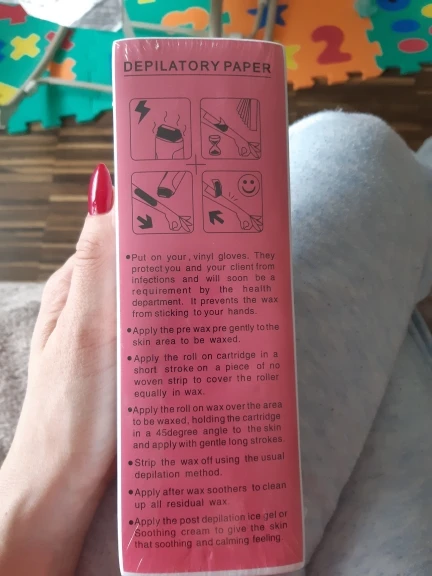 DEPILATORY PAPER
•Put on your, vinyl gloves. They
protect you and your client from
infections and will soon be a
requirement by the health
department. It prevents the wax
from sticking to your hands.
•Apply the pre wax pre gently to the
skin area to be waxed.
•Apply the roll on cartridge in a
short stroke on a piece of no
woven strip to cover the roller
equally in wax.
•Apply the roll on wax over the area
to be waxed, holding the cartridge
in a 45degree angle to the skin
and apply with gentle long strokes.
•Strip the wax off using the usual
depilation method.
•Apply after wax soothers to clean
up all residual wax.
•Apply the post depilation ice-gel or
Soothing cream to give the skin
that soothing and calming feeling